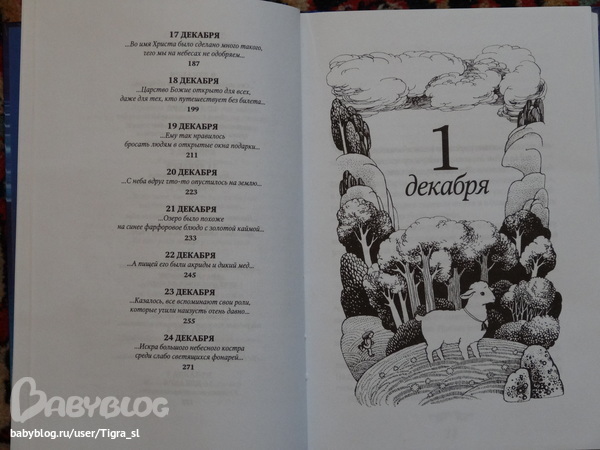 17 ДЕКАБРЯ
...Во имя Христа было сделано много такого,
чего мы на небесах не одобряем...
187
18 ДЕКАБРЯ
...Царство Божие открыто для всех,
даже для тех, кто путешествует без билета...
199
19 ДЕКАБРЯ
...Ему так нравилось
бросать людям в открытые окна подарки...
211
20 ДЕКАБРЯ
...С неба вдруг что-то опустилось на землю...
223
21 ДЕКАБРЯ
...Озеро было похоже
на синее фарфоровое блюдо с золотой каймой...
233
22 ДЕКАБРЯ
...А пищей его были акриды и дикий мед...
245
23 ДЕКАБРЯ
...Казалось, все вспоминают свои роли,
которые учили наизусть очень давно...
255
24 ДЕКАБРЯ
...Искра большого небесного костра
среди слабо светящихся фонарей...
271
1
декабря
BABYBLOG
babyblog.ru/user/Tigra_sl